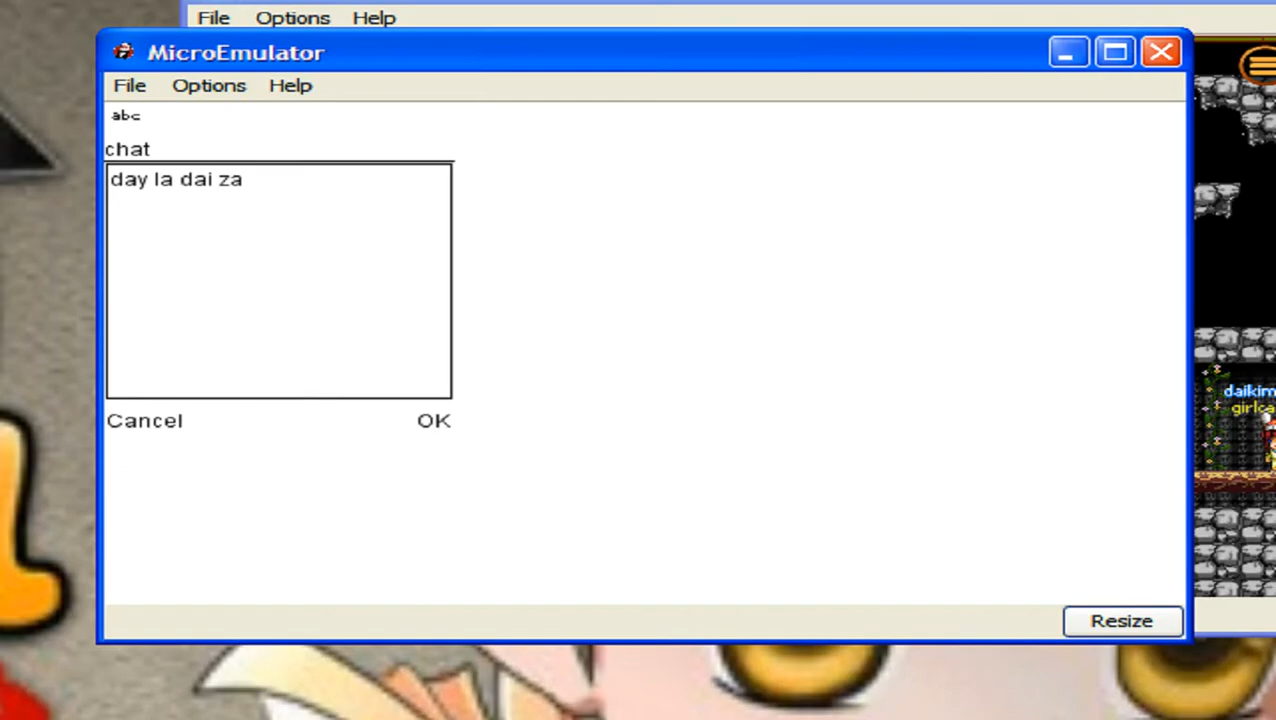 File Options Help
MicroEmulator
File Options Help
abc
chat
day la dai za
Cancel OK
daikim
girlca
Resize